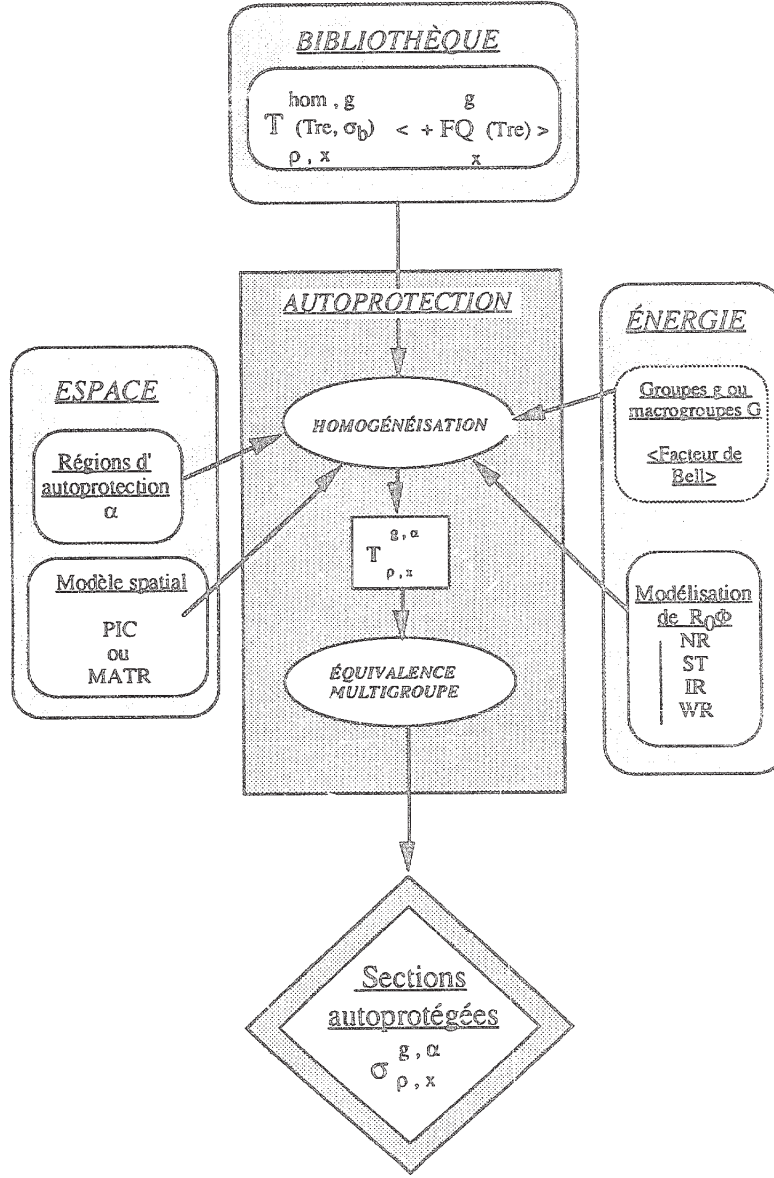 BIBLIOTHÈQUE
hom , g g
T (Tre, σb) < + FQ (Tre) >
ρ , x x
AUTOPROTECTION
HOMOGÉNÉISATION
g , α
T
ρ , x
ÉQUIVALENCE
MULTIGROUPE
ESPACE
Régions d'
autoprotection
α
Modèle spatial
PIC
ou
MATR
ÉNERGIE
Groupes g ou
macrogroupes G
<Facteur de
Bell>
Modélisation
de R0Φ
NR
ST
IR
WR
Sections
autoprotégées
g , α
σ
ρ , x